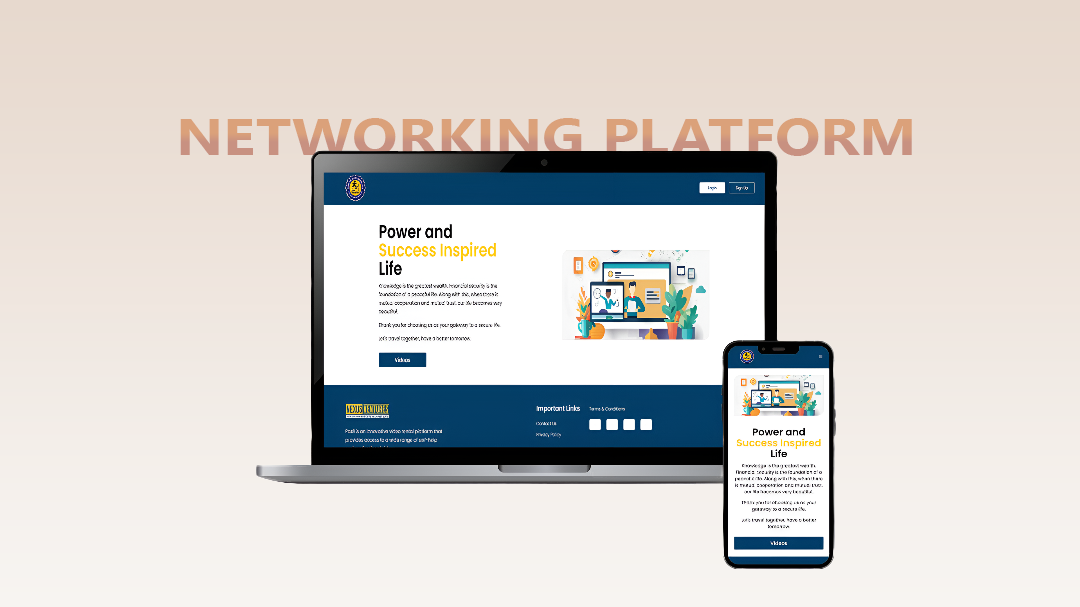 NETWORKING PLATFORM
Login
Sign Up
Power and
Success Inspired
Life
Knowledge is the greatest wealth. Financial security is the
foundation of a peaceful life. Along with this, when there is
mutual cooperation and mutual trust, our life becomes very
beautiful.
Thank you for choosing us as your gateway to a secure life.
Let's travel together, have a better tomorrow.
Videos
VENTURES
is an innovative video rental platform that
provides access to a wide range of self-help
Important Links
Contact Us
Privacy Policy
Terms & Conditions
Power and
Success Inspired
Life
Knowledge is the greatest wealth.
Financial security is the foundation of a
peaceful life. Along with this, when there
is mutual cooperation and mutual trust,
our life becomes very beautiful.
Thank you for choosing us as your
gateway to a secure life.
Let's travel together, have a better
tomorrow.
Videos